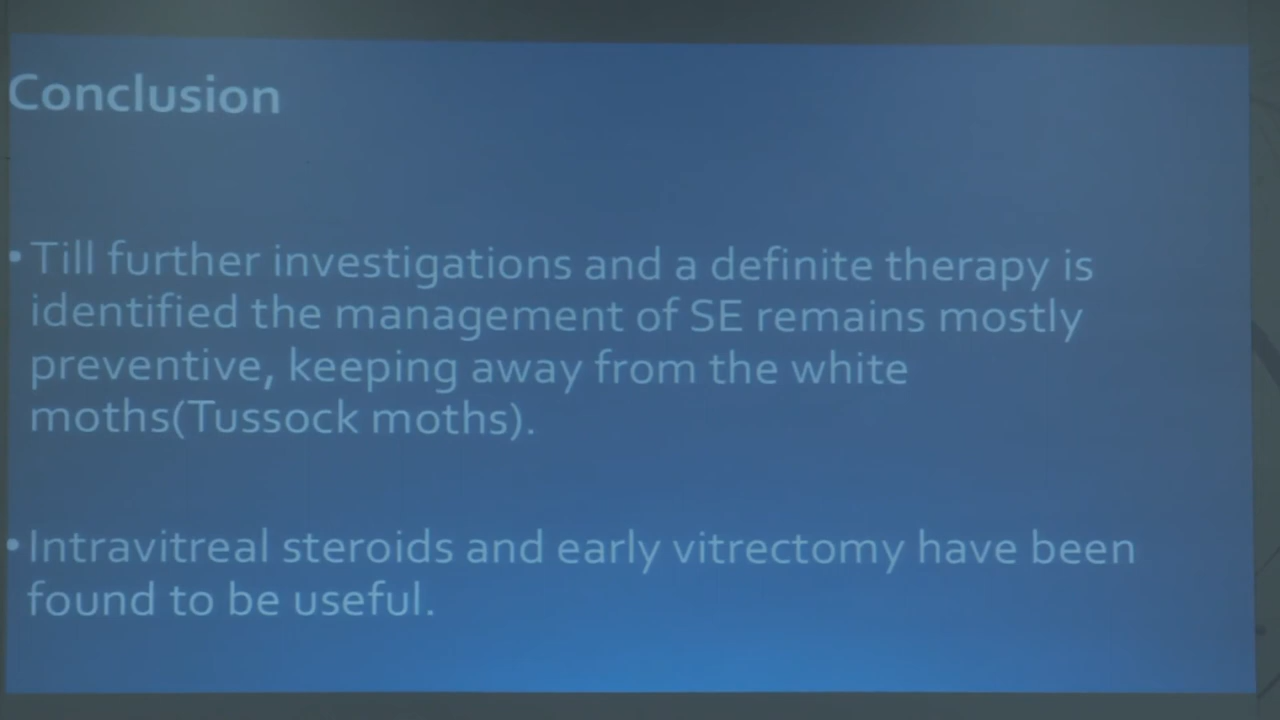 Conclusion
• Till further investigations and a definite therapy is
identified the management of SE remains mostly
preventive, keeping away from the white
moths(Tussock moths).
• Intravitreal steroids and early vitrectomy have been
found to be useful.